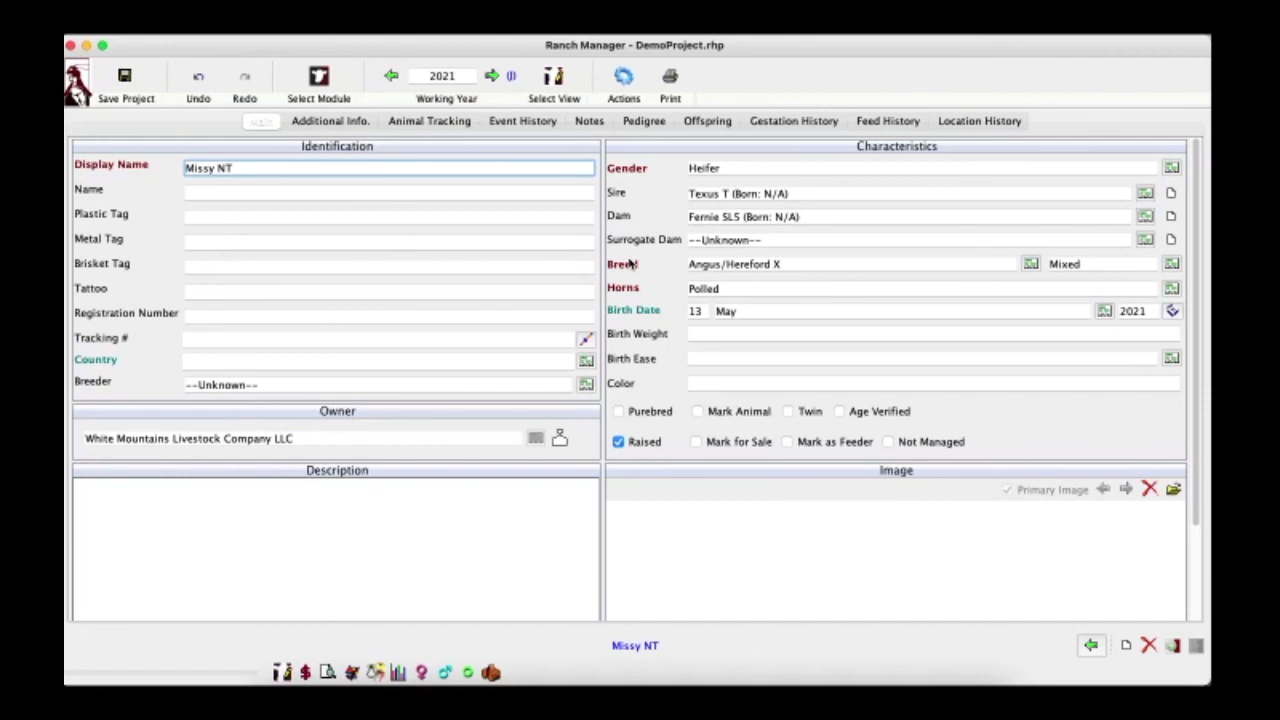 Ranch Manager - DemoProject.rhp
2021
Save Project Undo Redo Select Module Working Year Select View Actions Print
Additional Info. Animal Tracking Event History Notes Pedigree Offspring Gestation History Feed History Location History
Identification
Display Name Missy NT
Name
Plastic Tag
Metal Tag
Brisket Tag
Tattoo
Registration Number
Tracking #
Country
Breeder --Unknown--
Owner
White Mountains Livestock Company LLC
Description
Characteristics
Gender Heifer
Sire Texus T (Born: N/A)
Dam Fernie SL5 (Born: N/A)
Surrogate Dam --Unknown--
Breed Angus/Hereford X Mixed
Horns Polled
Birth Date 13 May 2021
Birth Weight
Birth Ease
Color
Purebred Mark Animal Twin Age Verified
Raised Mark for Sale Mark as Feeder Not Managed
Image
Primary Image
Missy NT